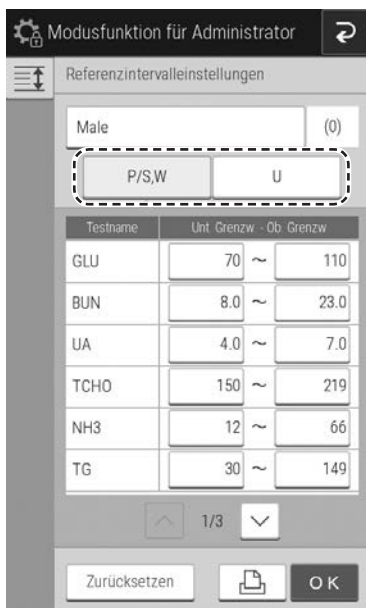 Modusfunktion für Administrator
Referenzintervalleinstellungen
Male (0)
P/S,W U
Testname Unt Grenzw - Ob Grenzw
GLU 70 ~ 110
BUN 8.0 ~ 23.0
UA 4.0 ~ 7.0
TCHO 150 ~ 219
NH3 12 ~ 66
TG 30 ~ 149
1/3
Zurücksetzen OK